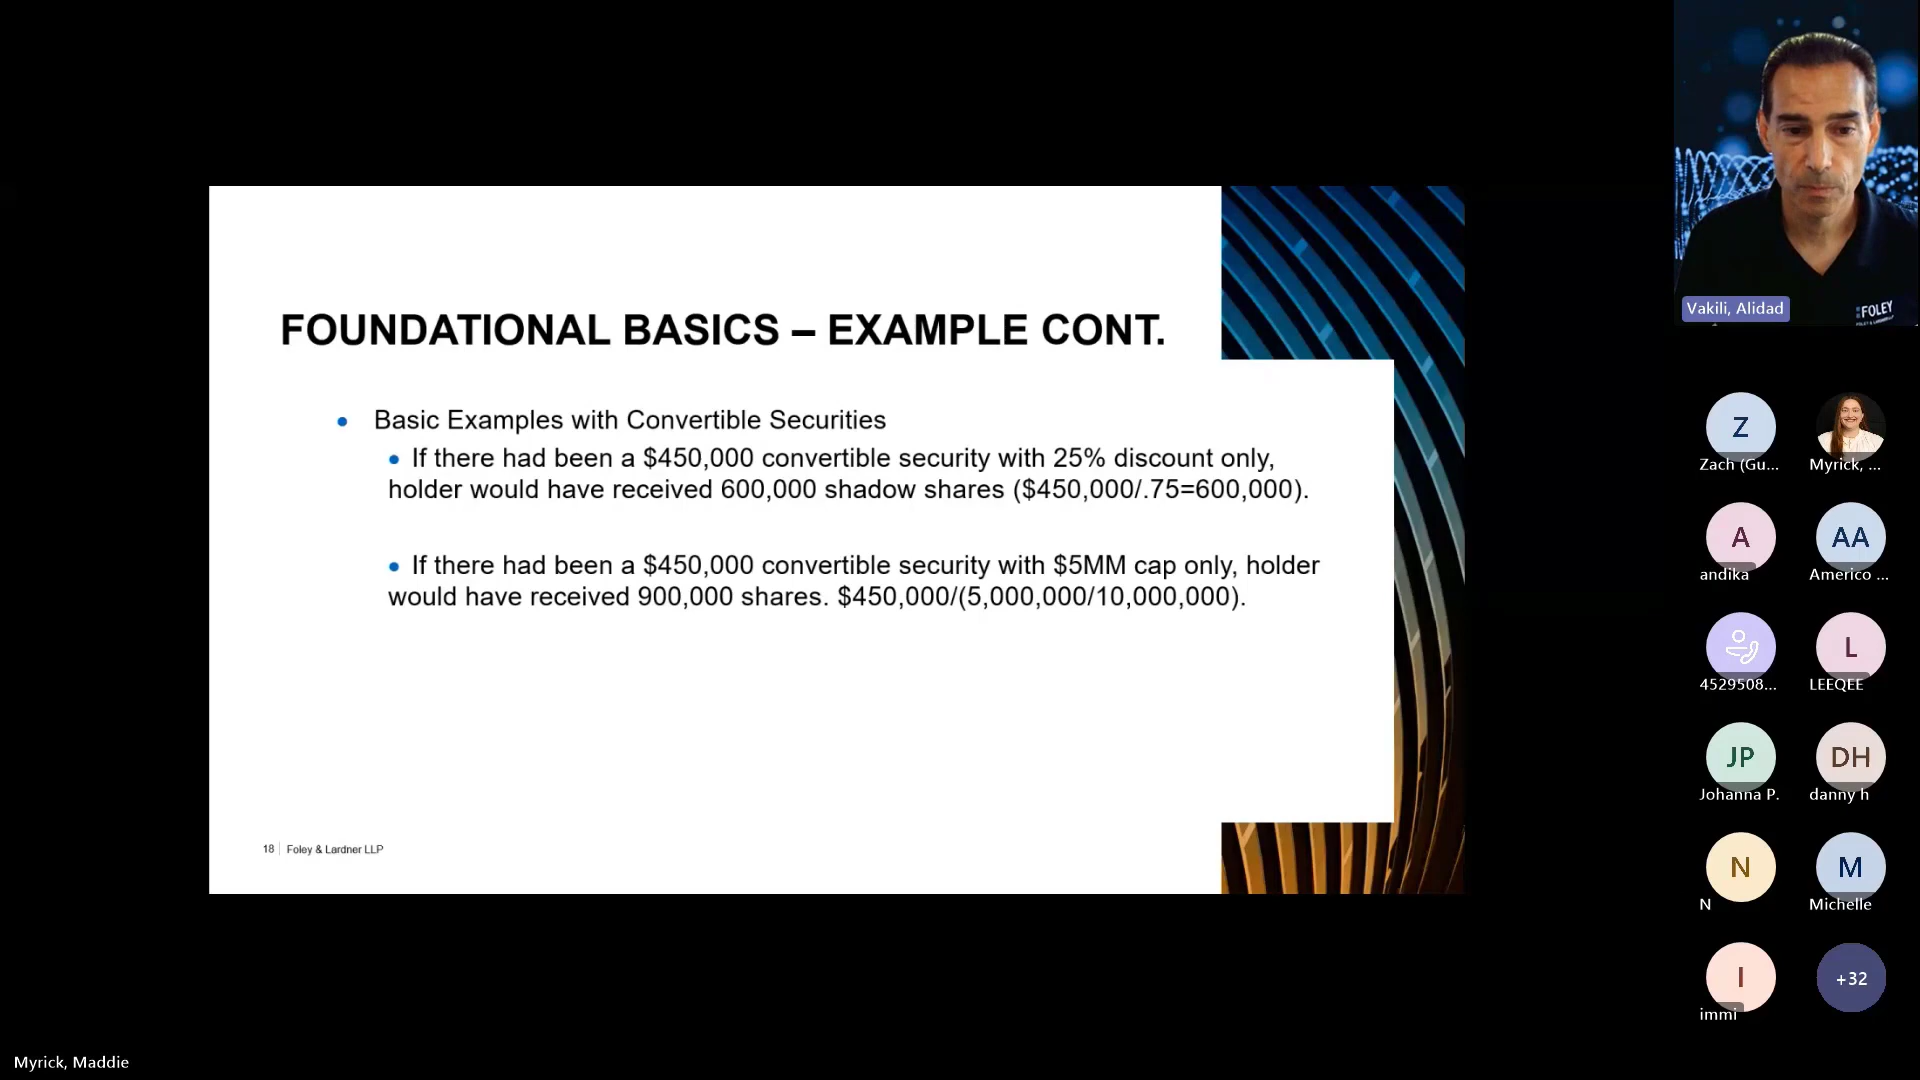 FOUNDATIONAL BASICS – EXAMPLE CONT.
• Basic Examples with Convertible Securities
• If there had been a $450,000 convertible security with 25% discount only,
holder would have received 600,000 shadow shares ($450,000/.75=600,000).
• If there had been a $450,000 convertible security with $5MM cap only, holder
would have received 900,000 shares. $450,000/(5,000,000/10,000,000).
18 Foley & Lardner LLP
Vakili, Alidad
FOLEY
FOLEY & LARDNER LLP
Z
Zach (Gu...
Myrick, ...
A
andika
AA
Americo ...
4529508...
L
LEEQEE
JP
Johanna P.
DH
danny h
N
N
M
Michelle
I
immi
+32
Myrick, Maddie